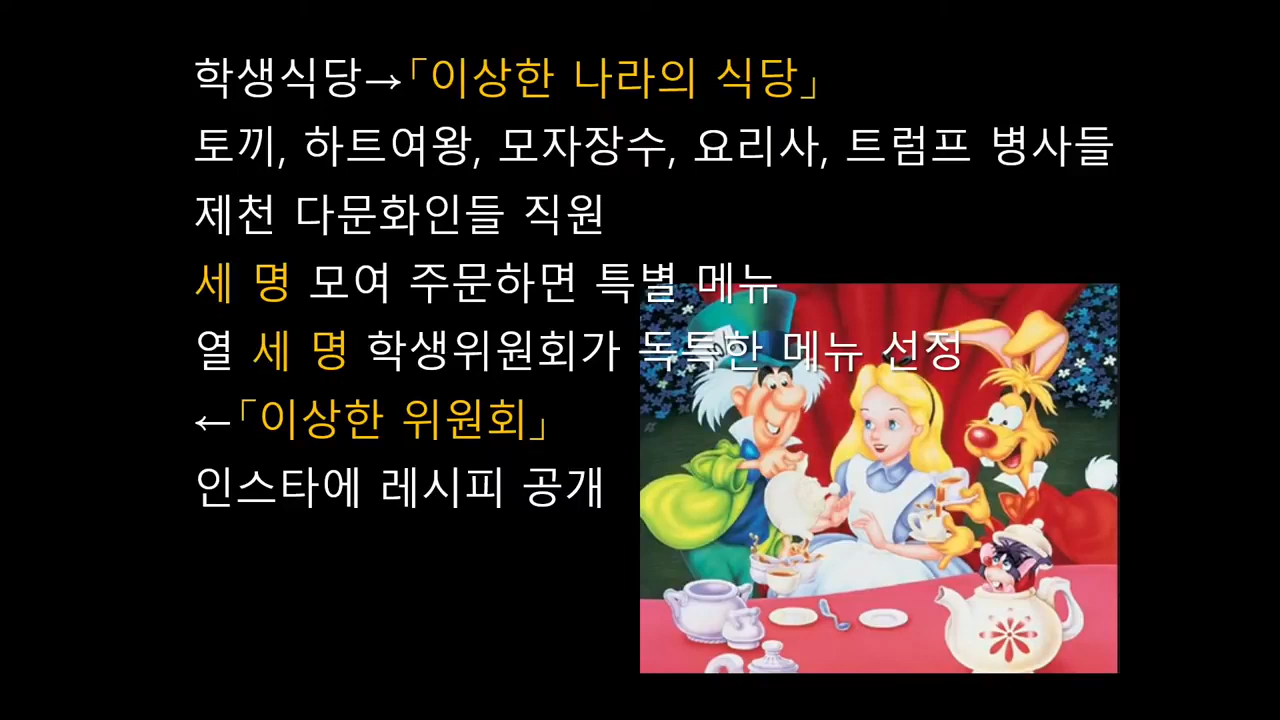 학생식당→「이상한 나라의 식당」
토끼, 하트여왕, 모자장수, 요리사, 트럼프 병사들
제천 다문화인들 직원
세 명 모여 주문하면 특별 메뉴
열 세 명 학생위원회가 독특한 메뉴 선정
←「이상한 위원회」
인스타에 레시피 공개